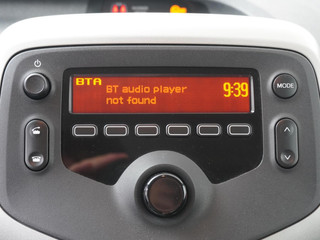 BTA
BT audio player
not found
9:39
MODE